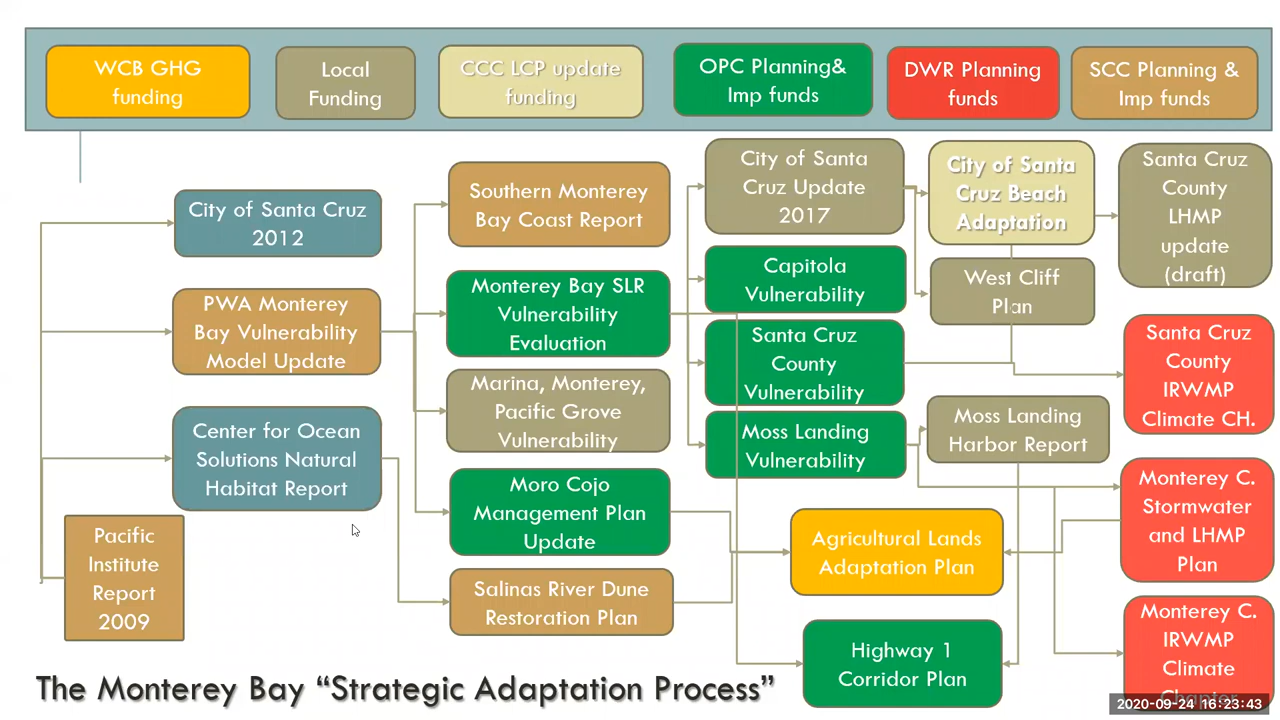 WCB GHG
funding
Local
Funding
CCC LCP update
funding
OPC Planning&
Imp funds
DWR Planning
funds
SCC Planning &
Imp funds
City of Santa Cruz
2012
PWA Monterey
Bay Vulnerability
Model Update
Center for Ocean
Solutions Natural
Habitat Report
Pacific
Institute
Report
2009
Southern Monterey
Bay Coast Report
Monterey Bay SLR
Vulnerability
Evaluation
Marina, Monterey,
Pacific Grove
Vulnerability
Moro Cojo
Management Plan
Update
Salinas River Dune
Restoration Plan
City of Santa
Cruz Update
2017
Capitola
Vulnerability
Santa Cruz
County
Vulnerability
Moss Landing
Vulnerability
City of Santa
Cruz Beach
Adaptation
West Cliff
Plan
Moss Landing
Harbor Report
Agricultural Lands
Adaptation Plan
Highway 1
Corridor Plan
Santa Cruz
County
LHMP
update
(draft)
Santa Cruz
County
IRWMP
Climate CH.
Monterey C.
Stormwater
and LHMP
Plan
Monterey C.
IRWMP
Climate
Chapter
The Monterey Bay “Strategic Adaptation Process”
2020-09-24 16:23:43